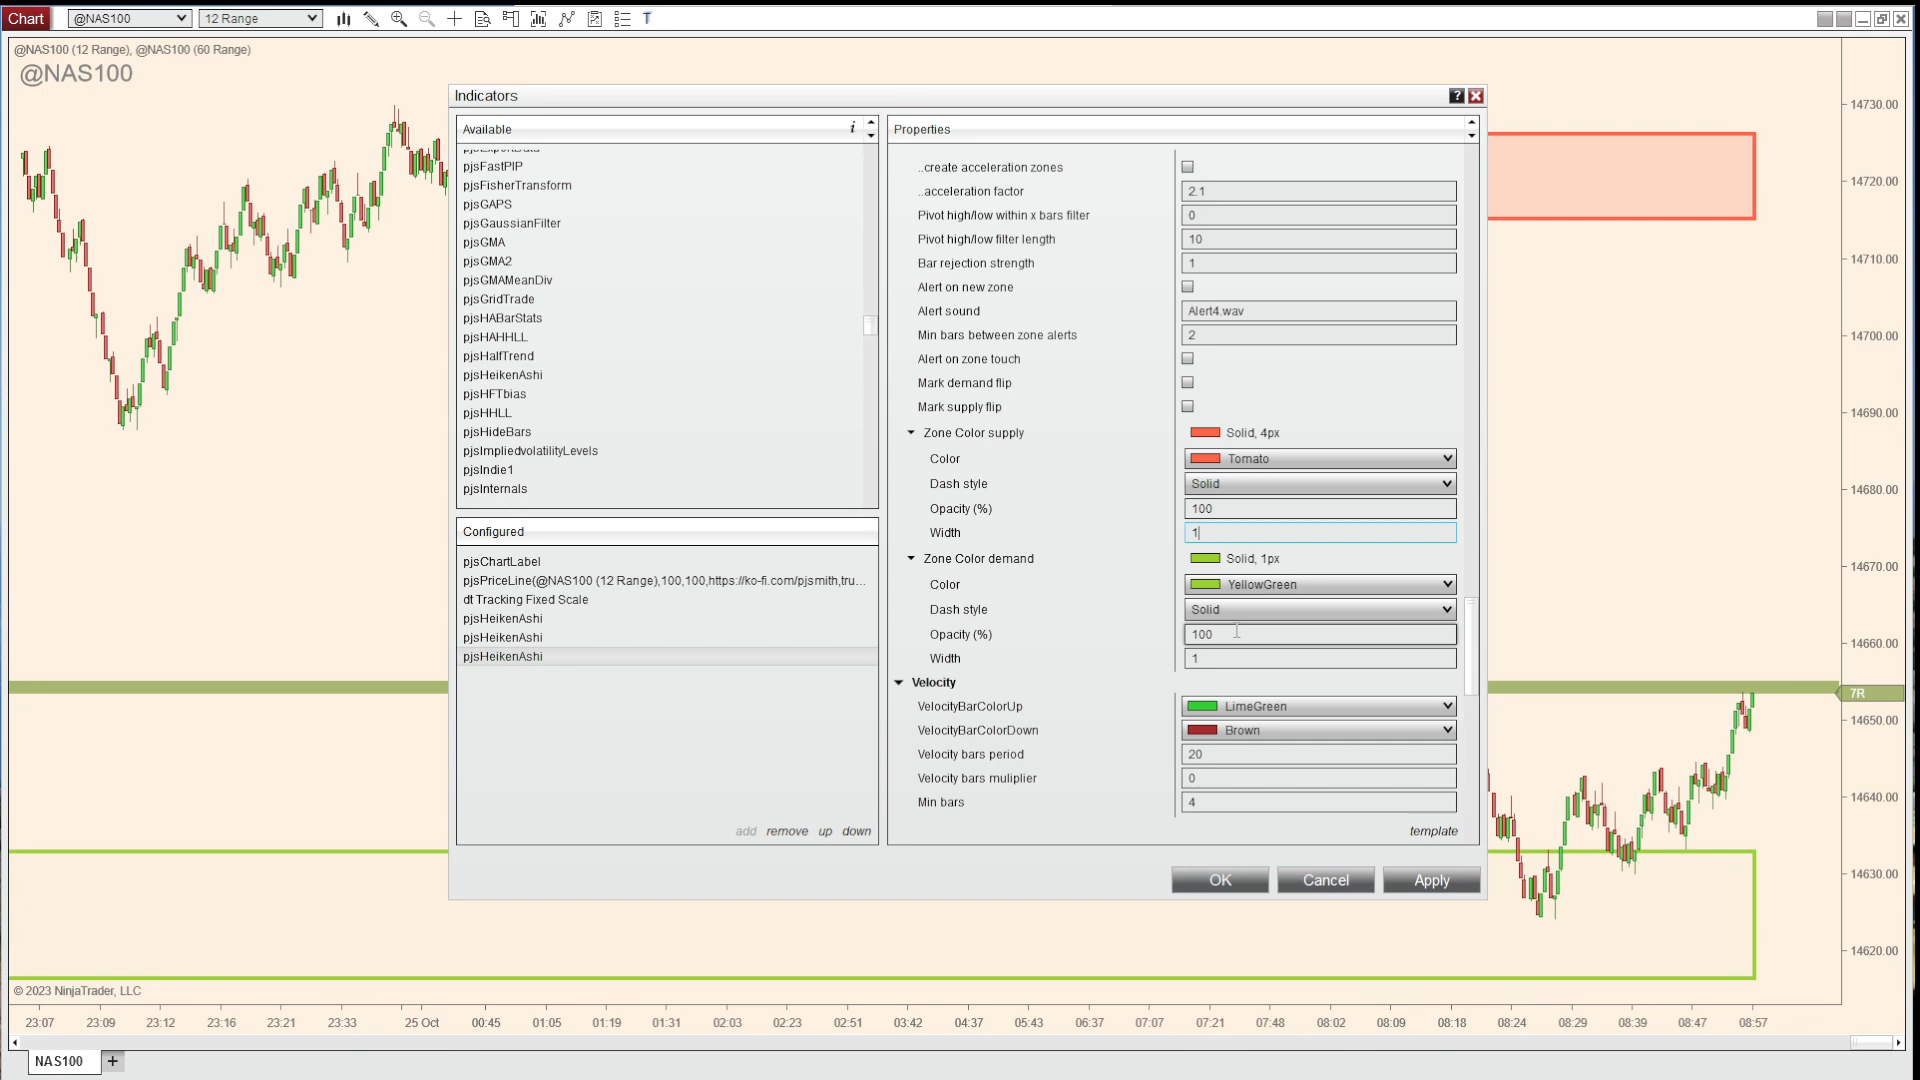 Chart @NAS100 12 Range T
@NAS100 (12 Range), @NAS100 (60 Range)
@NAS100
Indicators ?
Available i
pjsFastPIP
pjsFisherTransform
pjsGAPS
pjsGaussianFilter
pjsGMA
pjsGMA2
pjsGMAMeanDiv
pjsGridTrade
pjsHABarStats
pjsHAHHLL
pjsHalfTrend
pjsHeikenAshi
pjsHFTbias
pjsHHLL
pjsHideBars
pjsImpliedvolatilityLevels
pjsIndie1
pjsInternals
Configured
pjsChartLabel
pjsPriceLine(@NAS100 (12 Range),100,100,https://ko-fi.com/pjsmith,tru...
dt Tracking Fixed Scale
pjsHeikenAshi
pjsHeikenAshi
pjsHeikenAshi
add remove up down
Properties
..create acceleration zones
..acceleration factor 2.1
Pivot high/low within x bars filter 0
Pivot high/low filter length 10
Bar rejection strength 1
Alert on new zone
Alert sound Alert4.wav
Min bars between zone alerts 2
Alert on zone touch
Mark demand flip
Mark supply flip
Zone Color supply Solid, 4px
Color Tomato
Dash style Solid
Opacity (%) 100
Width 1
Zone Color demand Solid, 1px
Color YellowGreen
Dash style Solid
Opacity (%) 100
Width 1
Velocity
VelocityBarColorUp LimeGreen
VelocityBarColorDown Brown
Velocity bars period 20
Velocity bars muliplier 0
Min bars 4
template
OK Cancel Apply
14730.00
14720.00
14710.00
14700.00
14690.00
14680.00
14670.00
14660.00
7R
14650.00
14640.00
14630.00
14620.00
© 2023 NinjaTrader, LLC
23:07 23:09 23:12 23:16 23:21 23:33 25 Oct 00:45 01:05 01:19 01:31 02:03 02:23 02:51 03:42 04:37 05:43 06:37 07:07 07:21 07:48 08:02 08:09 08:18 08:24 08:29 08:39 08:47 08:57
NAS100 +